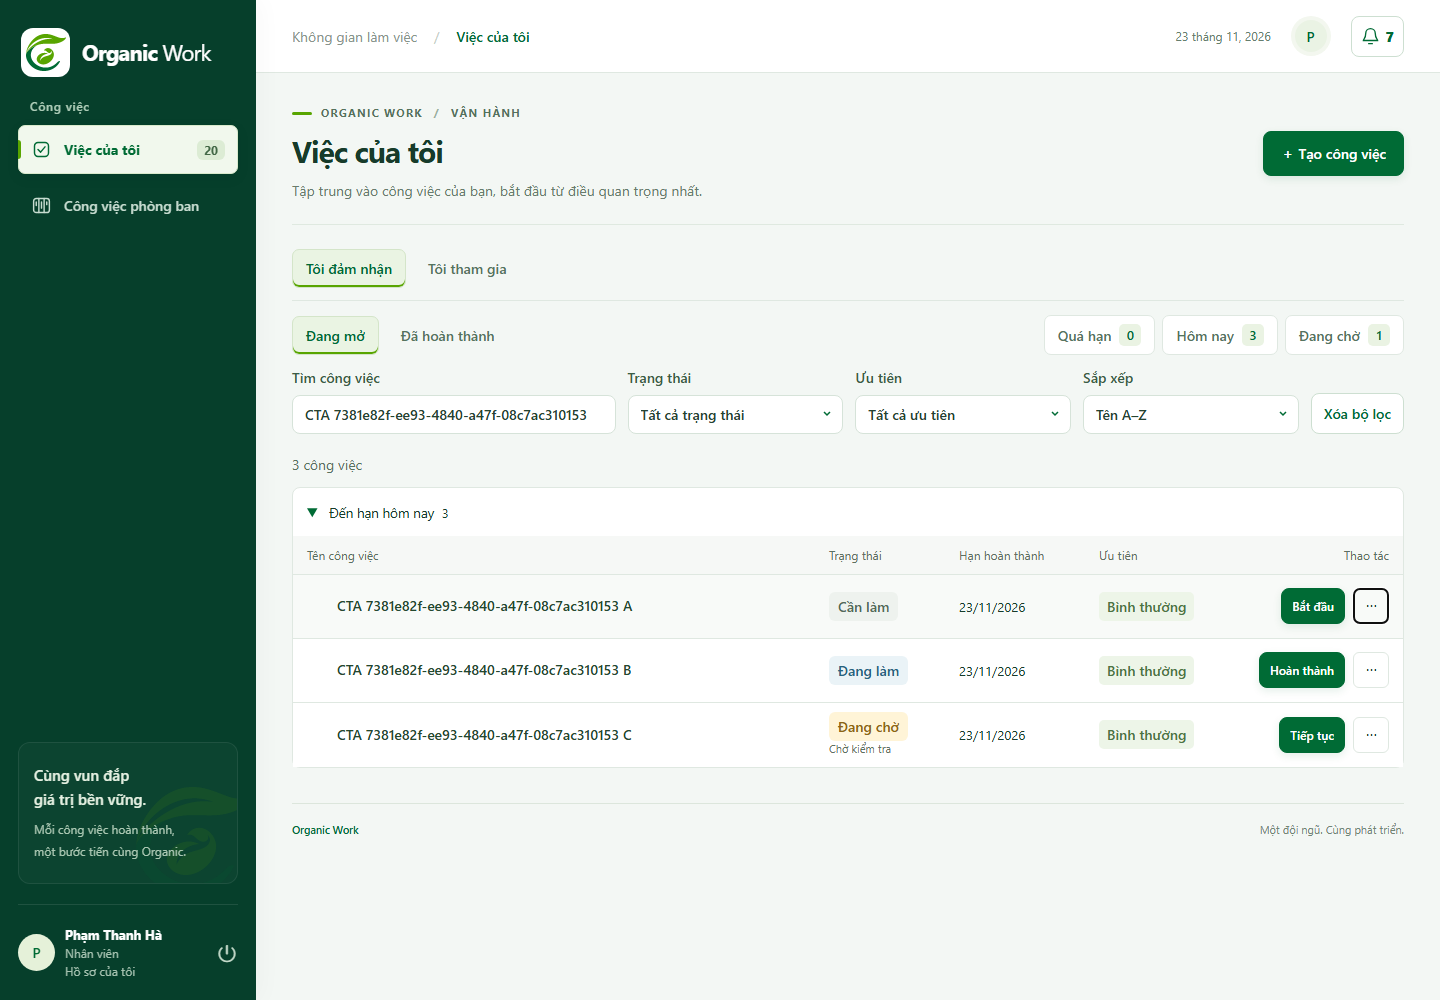 Organic Work
Công việc
Việc của tôi 20
Công việc phòng ban
Cùng vun đắp
giá trị bền vững.
Mỗi công việc hoàn thành,
một bước tiến cùng Organic.
P
Phạm Thanh Hà
Nhân viên
Hồ sơ của tôi
Không gian làm việc / Việc của tôi
23 tháng 11, 2026 P 7
ORGANIC WORK / VẬN HÀNH
Việc của tôi
+ Tạo công việc
Tập trung vào công việc của bạn, bắt đầu từ điều quan trọng nhất.
Tôi đảm nhận Tôi tham gia
Đang mở Đã hoàn thành Quá hạn 0 Hôm nay 3 Đang chờ 1
Tìm công việc Trạng thái Ưu tiên Sắp xếp
CTA 7381e82f-ee93-4840-a47f-08c7ac310153 Tất cả trạng thái Tất cả ưu tiên Tên A–Z Xóa bộ lọc
3 công việc
Đến hạn hôm nay 3
Tên công việc Trạng thái Hạn hoàn thành Ưu tiên Thao tác
CTA 7381e82f-ee93-4840-a47f-08c7ac310153 A Cần làm 23/11/2026 Bình thường Bắt đầu ...
CTA 7381e82f-ee93-4840-a47f-08c7ac310153 B Đang làm 23/11/2026 Bình thường Hoàn thành ...
CTA 7381e82f-ee93-4840-a47f-08c7ac310153 C Đang chờ 23/11/2026 Bình thường Tiếp tục ...
Chờ kiểm tra
Organic Work Một đội ngũ. Cùng phát triển.